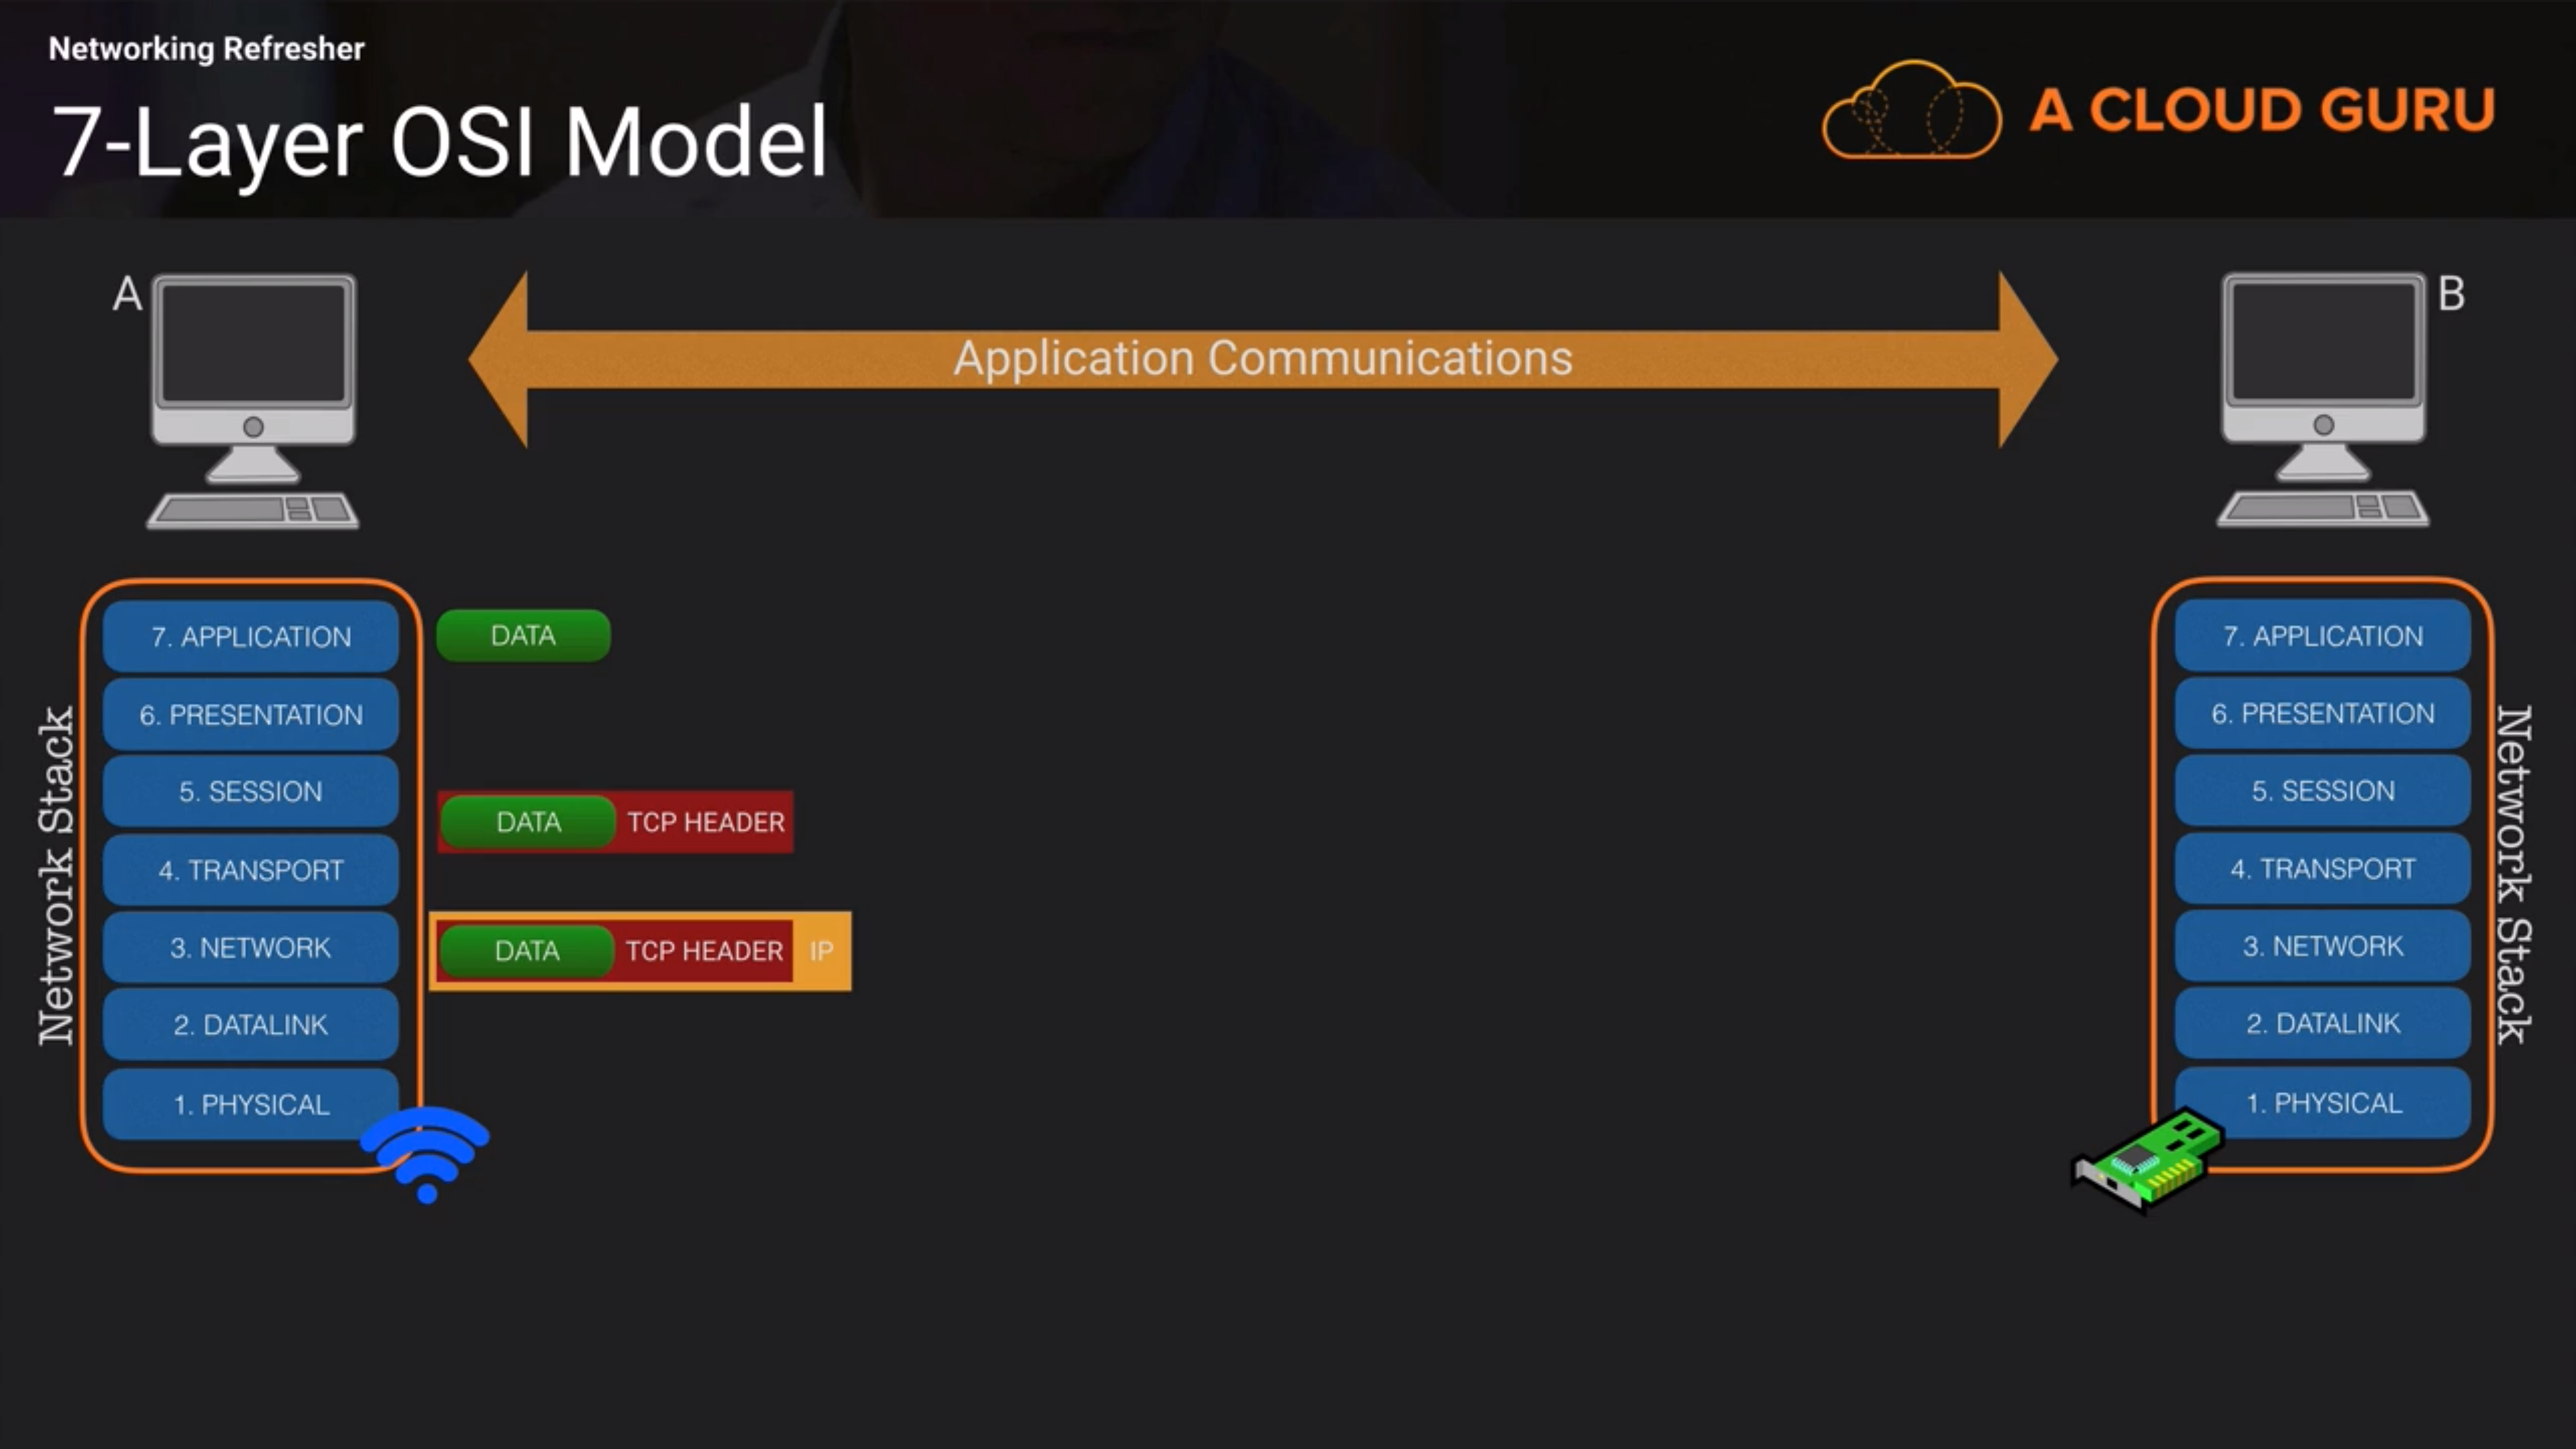 Networking Refresher
7-Layer OSI Model
A CLOUD GURU
A
Application Communications
B
Network Stack
7. APPLICATION
6. PRESENTATION
5. SESSION
4. TRANSPORT
3. NETWORK
2. DATALINK
1. PHYSICAL
DATA
DATA TCP HEADER
DATA TCP HEADER IP
7. APPLICATION
6. PRESENTATION
5. SESSION
4. TRANSPORT
3. NETWORK
2. DATALINK
1. PHYSICAL
Network Stack